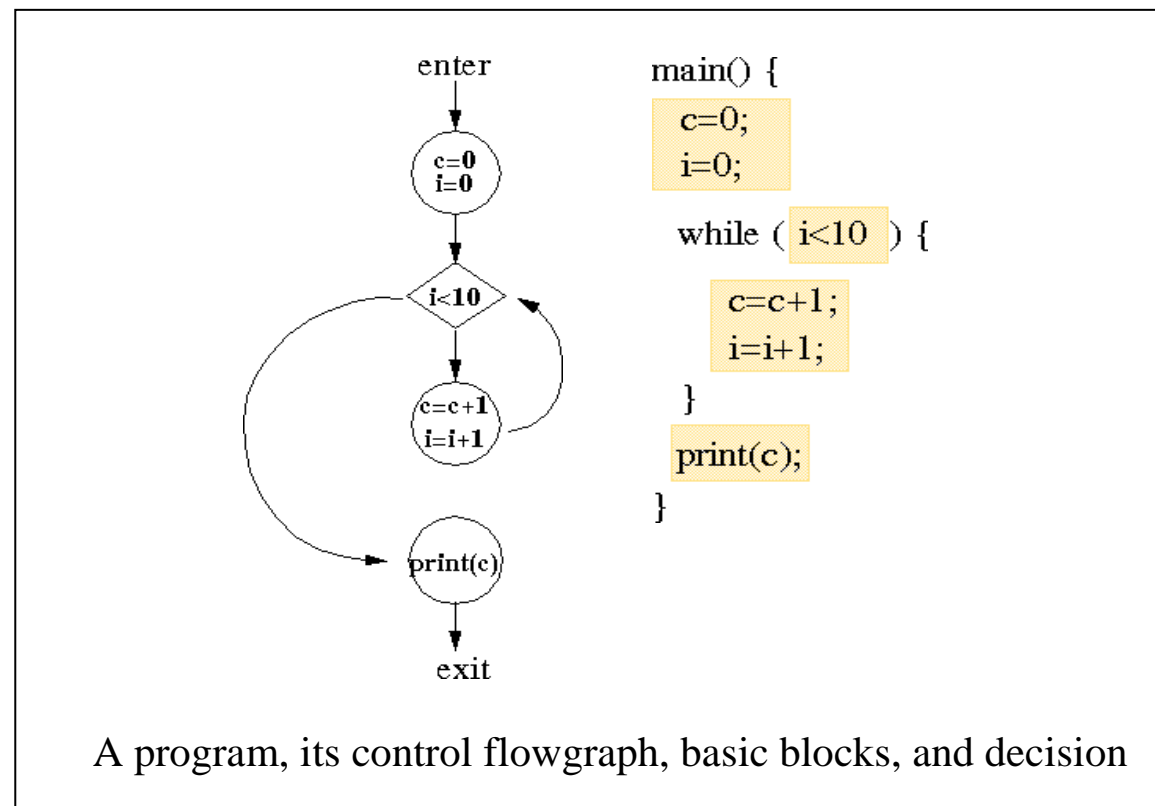 enter
c=0
i=0
i<10
c=c+1
i=i+1
print(c)
exit
main() {
c=0;
i=0;
while ( i<10 ) {
c=c+1;
i=i+1;
}
print(c);
}
A program, its control flowgraph, basic blocks, and decision